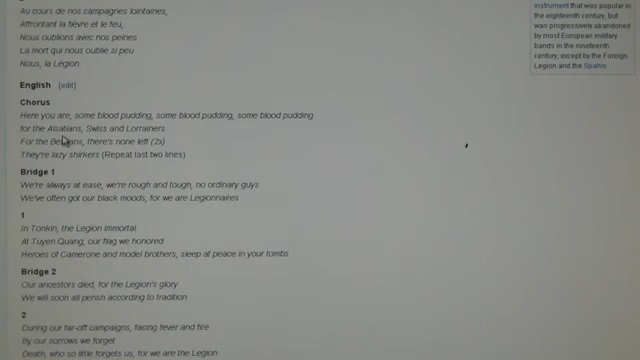 Au cours de nos campagnes lointaines,
Affrontant la fièvre et le feu,
Nous oublions avec nos peines
La mort qui nous oublie si peu
Nous, la Légion.
English [edit]
Chorus
Here you are, some blood pudding, some blood pudding, some blood pudding
for the Alsatians, Swiss and Lorrainers
For the Belgians, there's none left (2x)
They're lazy shirkers (Repeat last two lines)
Bridge 1
We're always at ease, we're rough and tough, no ordinary guys
We've often got our black moods, for we are Legionnaires
1
In Tonkin, the Legion immortal
At Tuyen Quang, our flag we honored
Heroes of Camerone and model brothers, sleep at peace in your tombs
Bridge 2
Our ancestors died, for the Legion's glory
We will soon all perish according to tradition
2
During our far-off campaigns, facing fever and fire
By our sorrows we forget
Death, who so little forgets us, for we are the Legion
instrument that was popular in
the eighteenth century, but
was progressively abandoned
by most European military
bands in the nineteenth
century, except by the Foreign
Legion and the Spahis